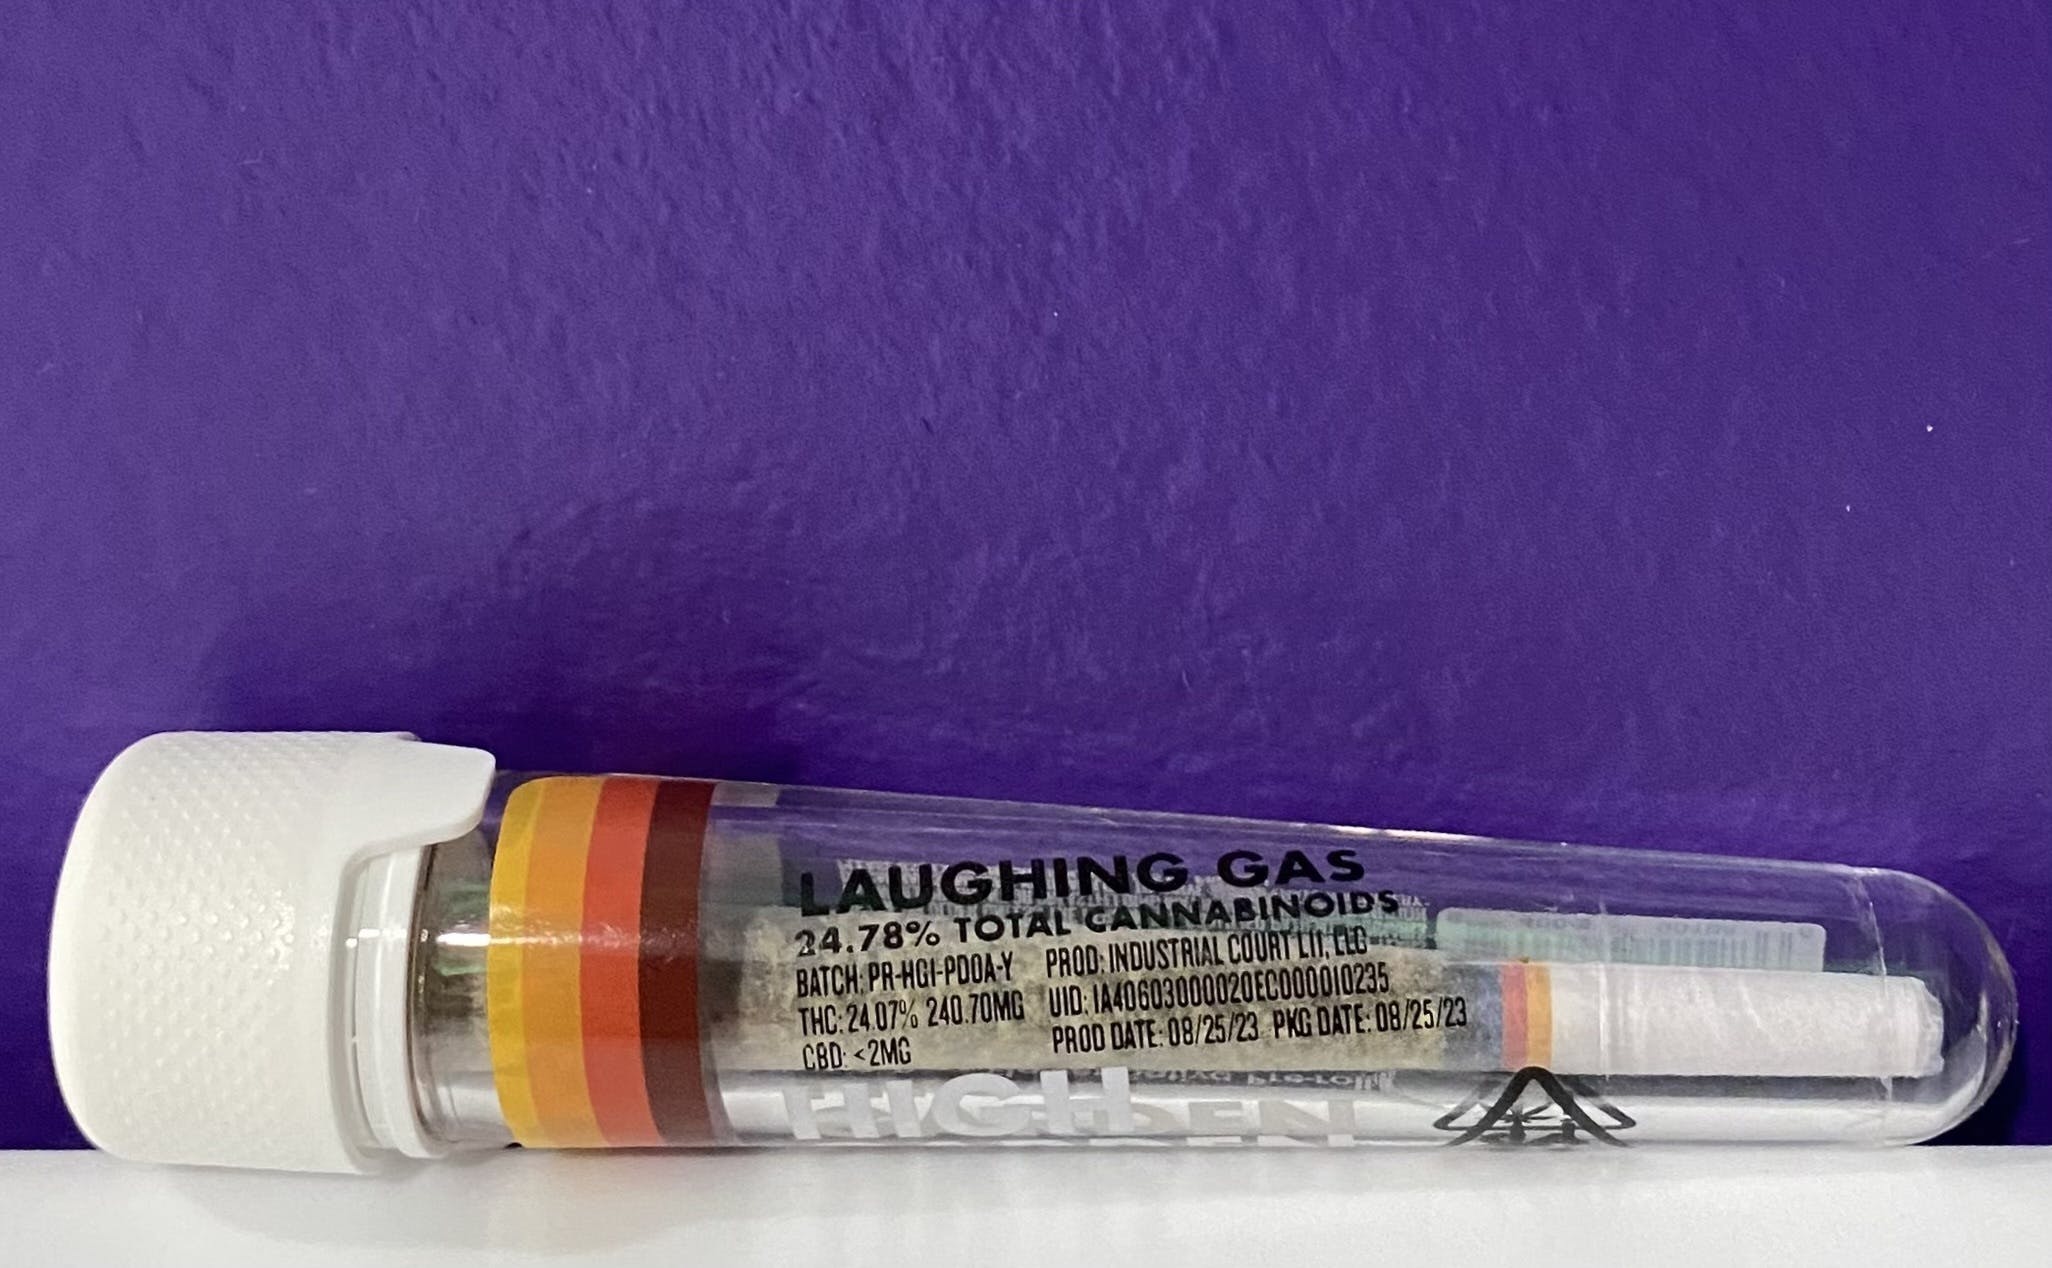 LAUGHING GAS
24.78% TOTAL CANNABINOIDS
BATCH: PR-HGI-PD0A-Y PROD: INDUSTRIAL COURT L11, LLC
THC: 24.07% 240.70MG UID: 1A40603000020EC000010235
CBD: <2MG PROD DATE: 08/25/23 PKG DATE: 08/25/23
HIGH